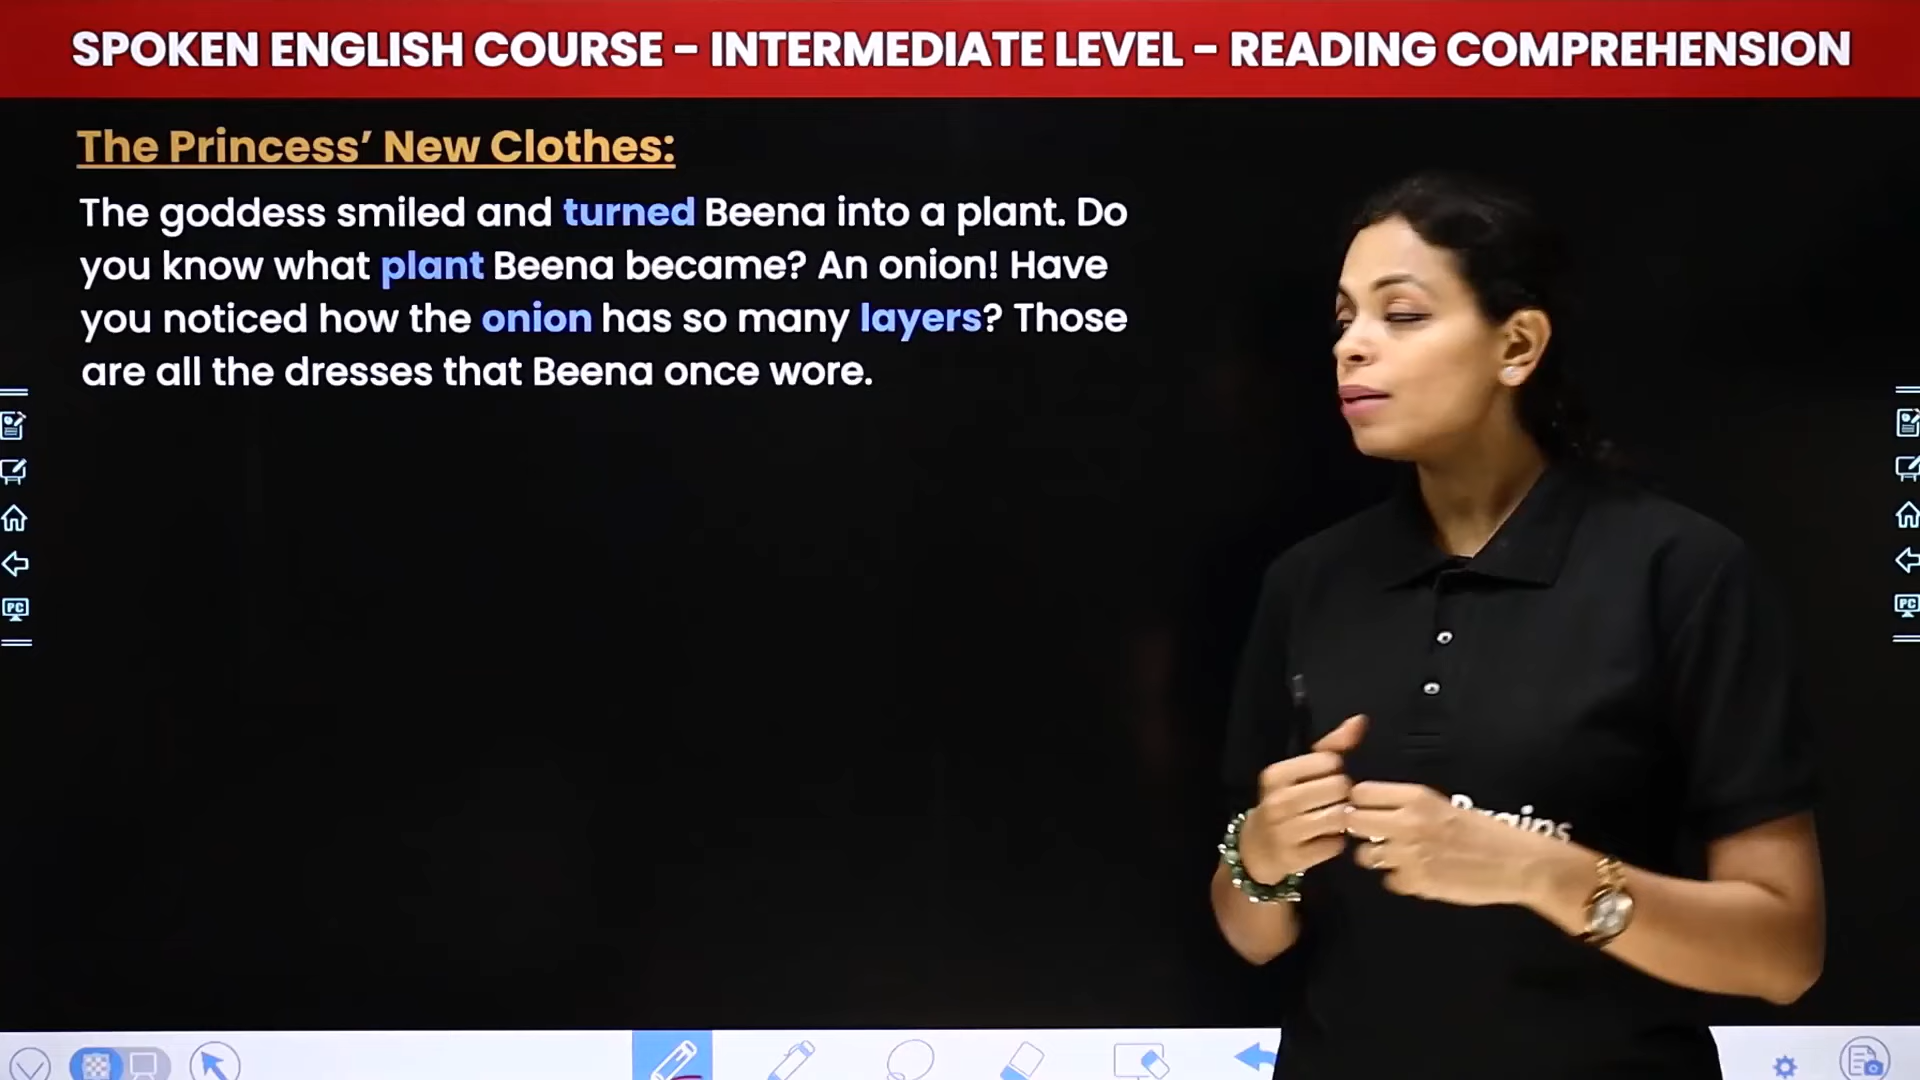 SPOKEN ENGLISH COURSE – INTERMEDIATE LEVEL – READING COMPREHENSION
The Princess’ New Clothes:
The goddess smiled and turned Beena into a plant. Do
you know what plant Beena became? An onion! Have
you noticed how the onion has so many layers? Those
are all the dresses that Beena once wore.
PC
PC